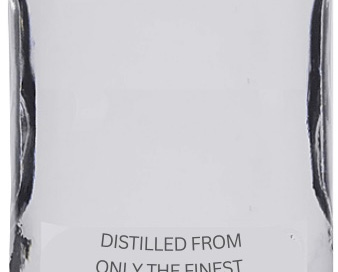 DISTILLED FROM
ONLY THE FINEST